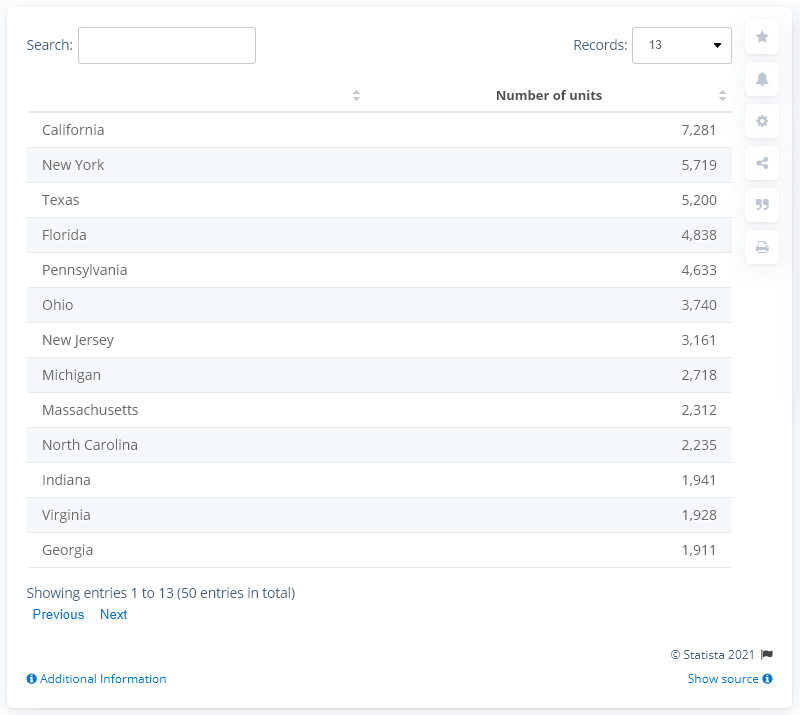 Search:
Records: 13
Number of units
California 7,281
New York 5,719
Texas 5,200
Florida 4,838
Pennsylvania 4,633
Ohio 3,740
New Jersey 3,161
Michigan 2,718
Massachusetts 2,312
North Carolina 2,235
Indiana 1,941
Virginia 1,928
Georgia 1,911
Showing entries 1 to 13 (50 entries in total)
Previous Next
© Statista 2021
Additional Information
Show source